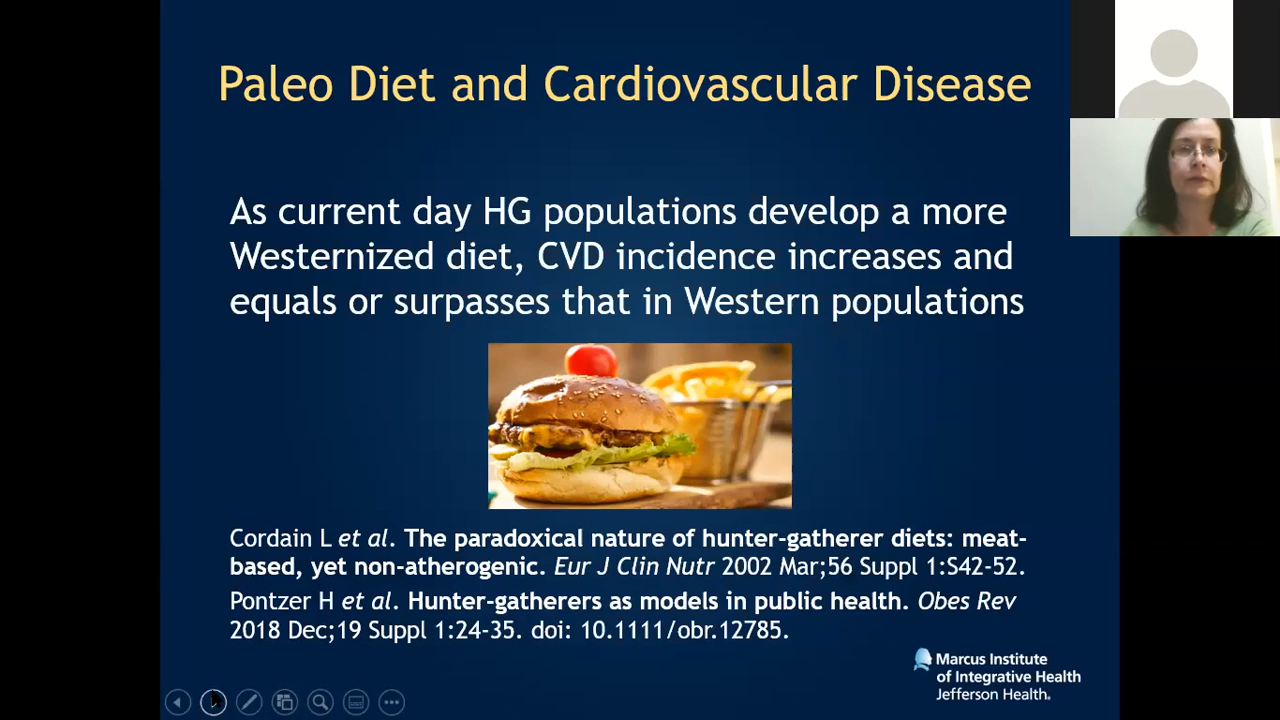 Paleo Diet and Cardiovascular Disease
As current day HG populations develop a more
Westernized diet, CVD incidence increases and
equals or surpasses that in Western populations
Cordain L et al. The paradoxical nature of hunter-gatherer diets: meat-
based, yet non-atherogenic. Eur J Clin Nutr 2002 Mar;56 Suppl 1:S42-52.
Pontzer H et al. Hunter-gatherers as models in public health. Obes Rev
2018 Dec;19 Suppl 1:24-35. doi: 10.1111/obr.12785.
Marcus Institute
of Integrative Health
Jefferson Health.